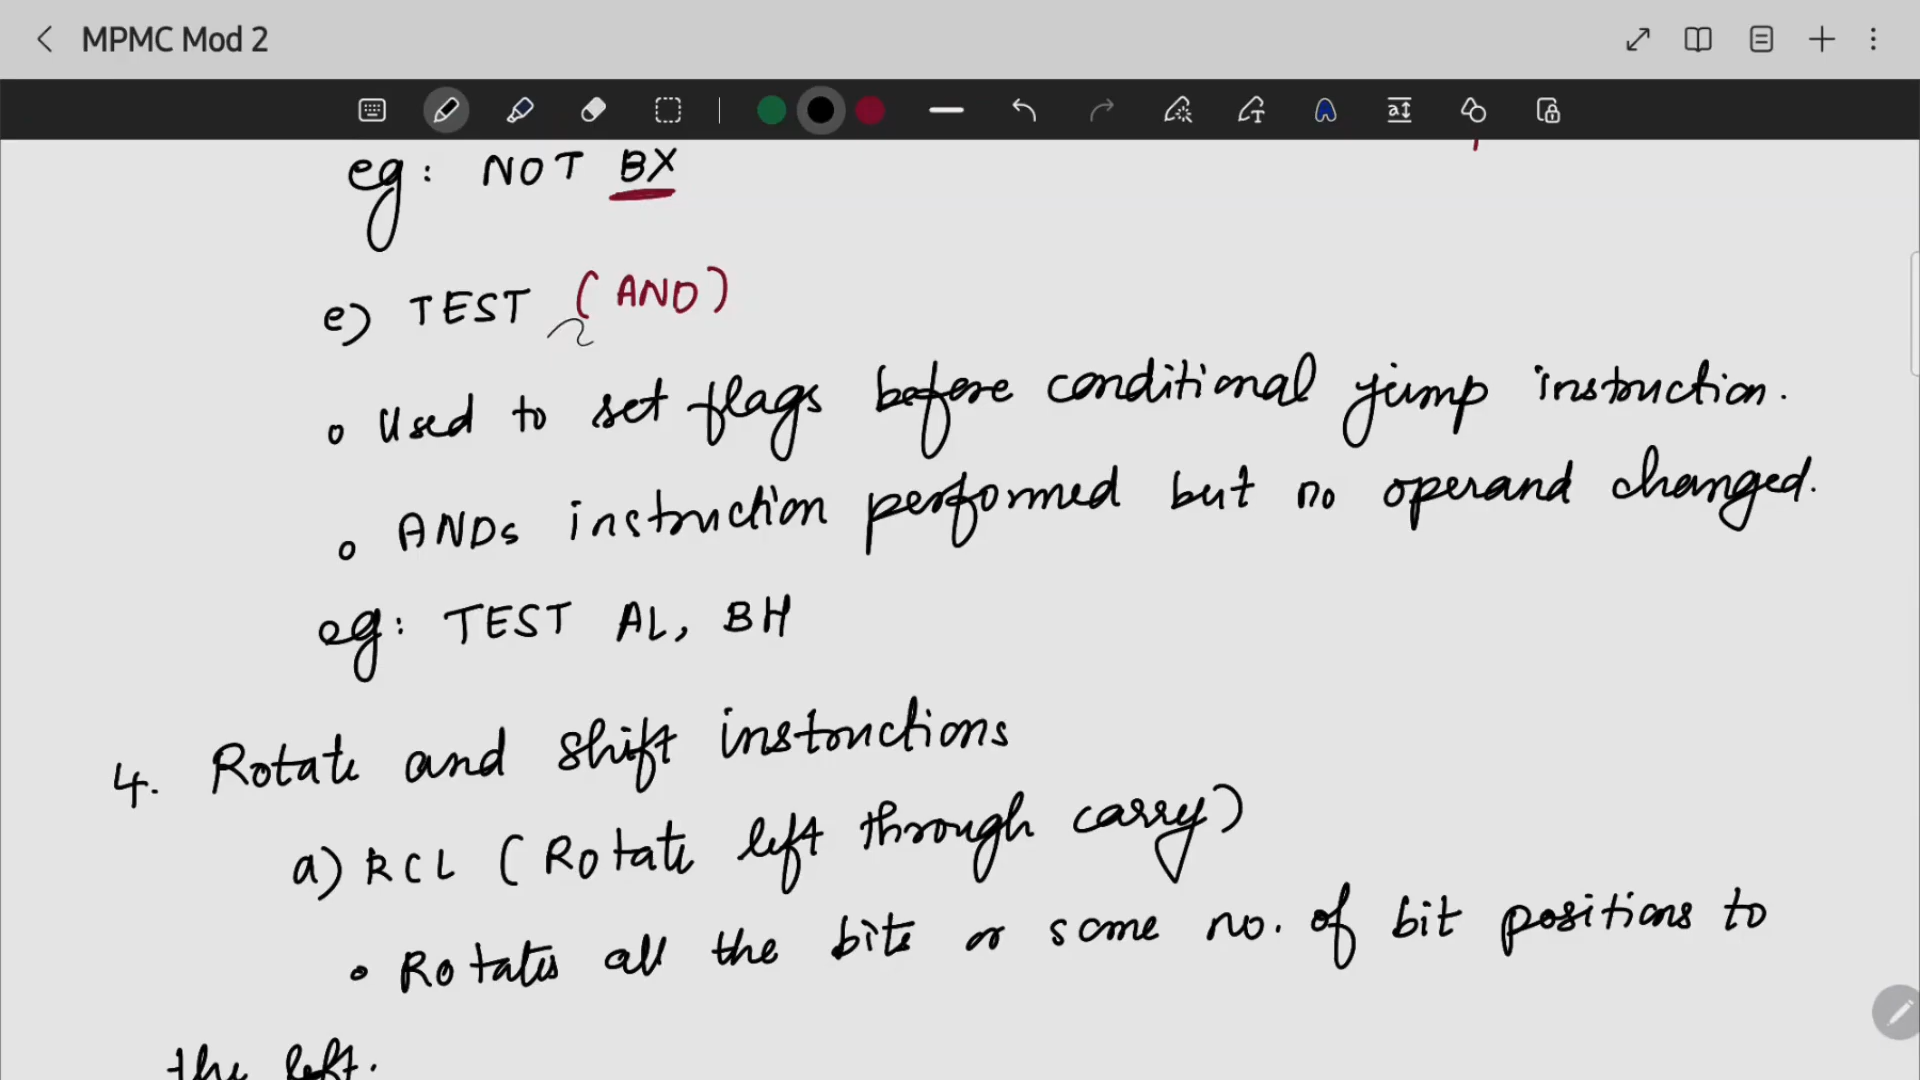 MPMC Mod 2
eg: NOT BX
e) TEST (AND)
Used to set flags before conditional jump instruction.
ANDs instruction performed but no operand changed.
eg: TEST AL, BH
4. Rotate and shift instructions
a) RCL (Rotate left through carry)
• Rotates all the bits or some no. of bit positions to
the left.